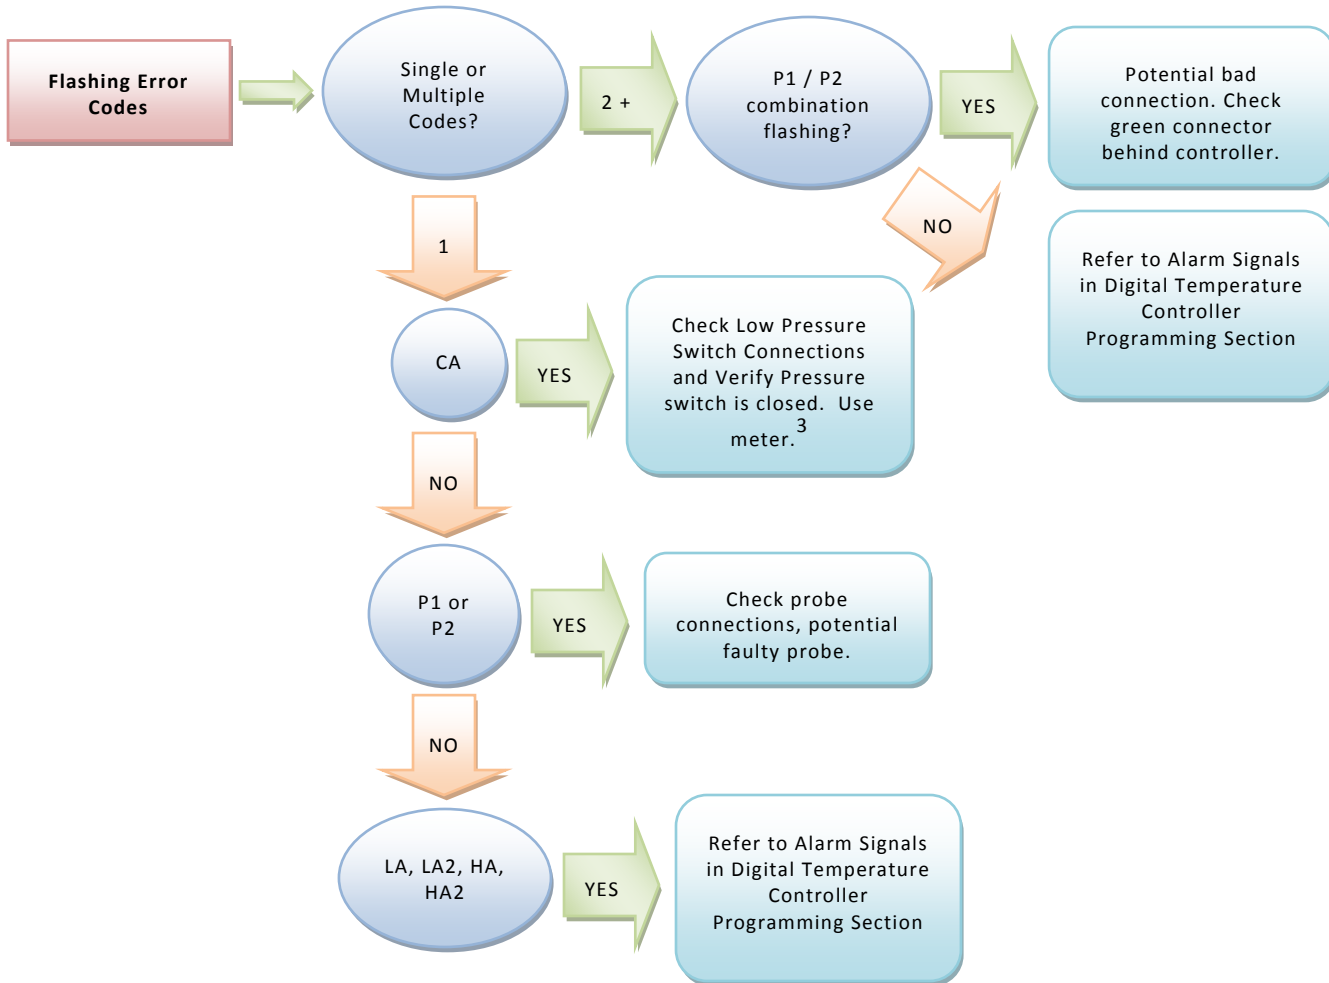 Flashing Error
Codes
Single or
Multiple
Codes?
2 +
P1 / P2
combination
flashing?
YES
Potential bad
connection. Check
green connector
behind controller.
NO
Refer to Alarm Signals
in Digital Temperature
Controller
Programming Section
1
CA
YES
Check Low Pressure
Switch Connections
and Verify Pressure
switch is closed. Use
meter.3
NO
P1 or
P2
YES
Check probe
connections, potential
faulty probe.
NO
LA, LA2, HA,
HA2
YES
Refer to Alarm Signals
in Digital Temperature
Controller
Programming Section